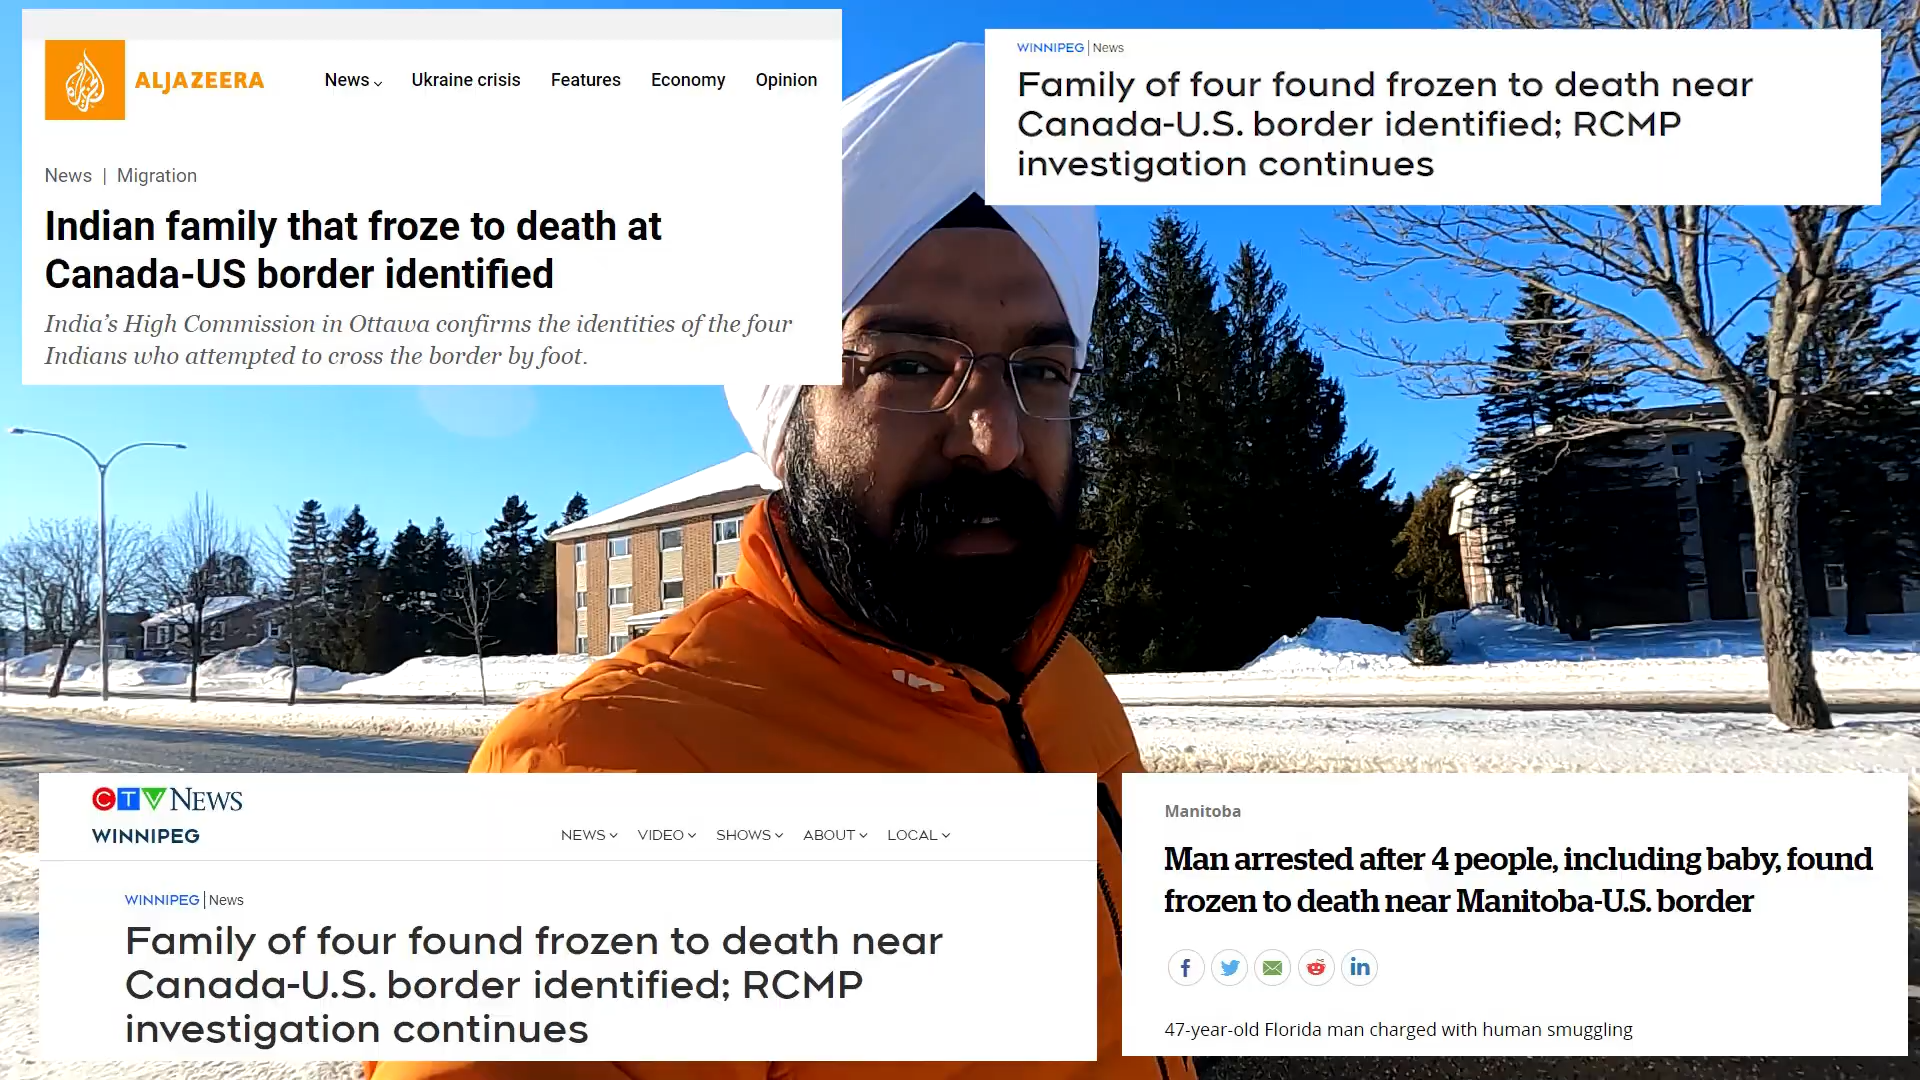 ALJAZEERA
News Ukraine crisis Features Economy Opinion
News | Migration
Indian family that froze to death at
Canada-US border identified
India’s High Commission in Ottawa confirms the identities of the four
Indians who attempted to cross the border by foot.
WINNIPEG | News
Family of four found frozen to death near
Canada-U.S. border identified; RCMP
investigation continues
CTV NEWS
WINNIPEG
NEWS VIDEO SHOWS ABOUT LOCAL
WINNIPEG | News
Family of four found frozen to death near
Canada-U.S. border identified; RCMP
investigation continues
Manitoba
Man arrested after 4 people, including baby, found
frozen to death near Manitoba-U.S. border
47-year-old Florida man charged with human smuggling